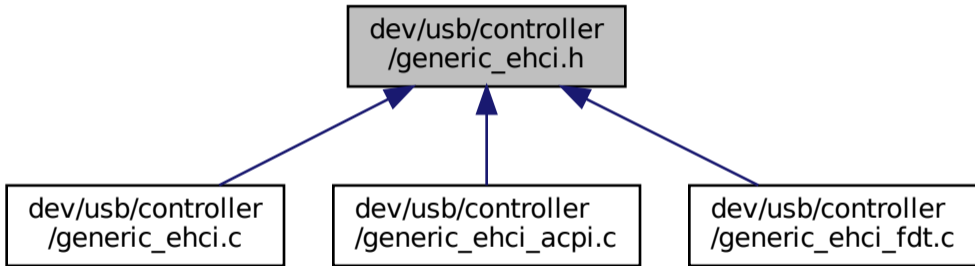 dev/usb/controller
/generic_ehci.h
dev/usb/controller
/generic_ehci.c
dev/usb/controller
/generic_ehci_acpi.c
dev/usb/controller
/generic_ehci_fdt.c